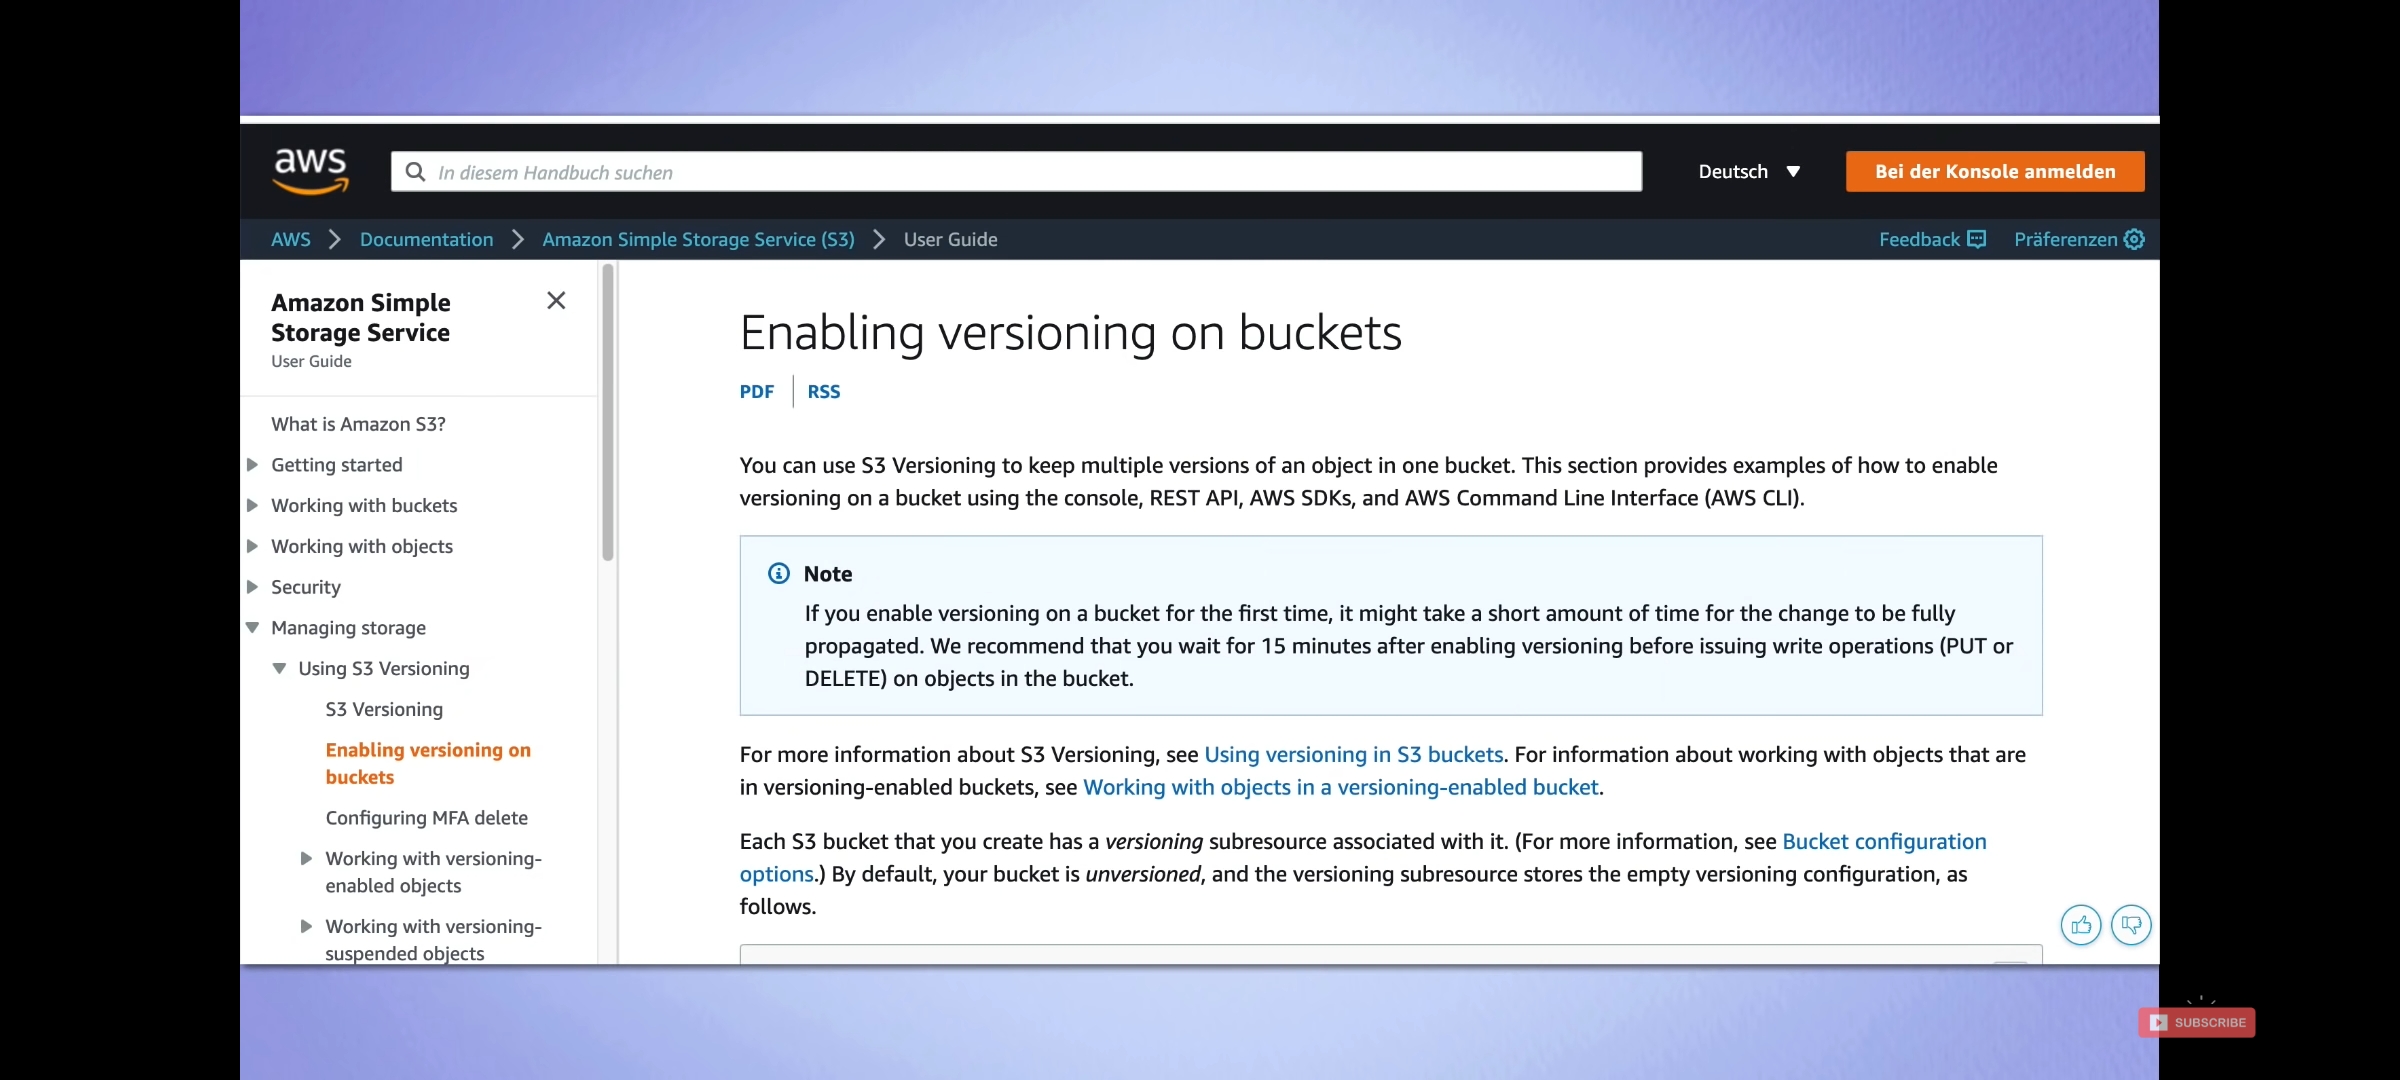 aws
In diesem Handbuch suchen
Deutsch
Bei der Konsole anmelden
AWS
Documentation
Amazon Simple Storage Service (S3)
User Guide
Feedback
Präferenzen
Amazon Simple
Storage Service
User Guide
What is Amazon S3?
Getting started
Working with buckets
Working with objects
Security
Managing storage
Using S3 Versioning
S3 Versioning
Enabling versioning on
buckets
Configuring MFA delete
Working with versioning-
enabled objects
Working with versioning-
suspended objects
Enabling versioning on buckets
PDF
RSS
You can use S3 Versioning to keep multiple versions of an object in one bucket. This section provides examples of how to enable
versioning on a bucket using the console, REST API, AWS SDKs, and AWS Command Line Interface (AWS CLI).
Note
If you enable versioning on a bucket for the first time, it might take a short amount of time for the change to be fully
propagated. We recommend that you wait for 15 minutes after enabling versioning before issuing write operations (PUT or
DELETE) on objects in the bucket.
For more information about S3 Versioning, see Using versioning in S3 buckets. For information about working with objects that are
in versioning-enabled buckets, see Working with objects in a versioning-enabled bucket.
Each S3 bucket that you create has a versioning subresource associated with it. (For more information, see Bucket configuration
options.) By default, your bucket is unversioned, and the versioning subresource stores the empty versioning configuration, as
follows.
SUBSCRIBE